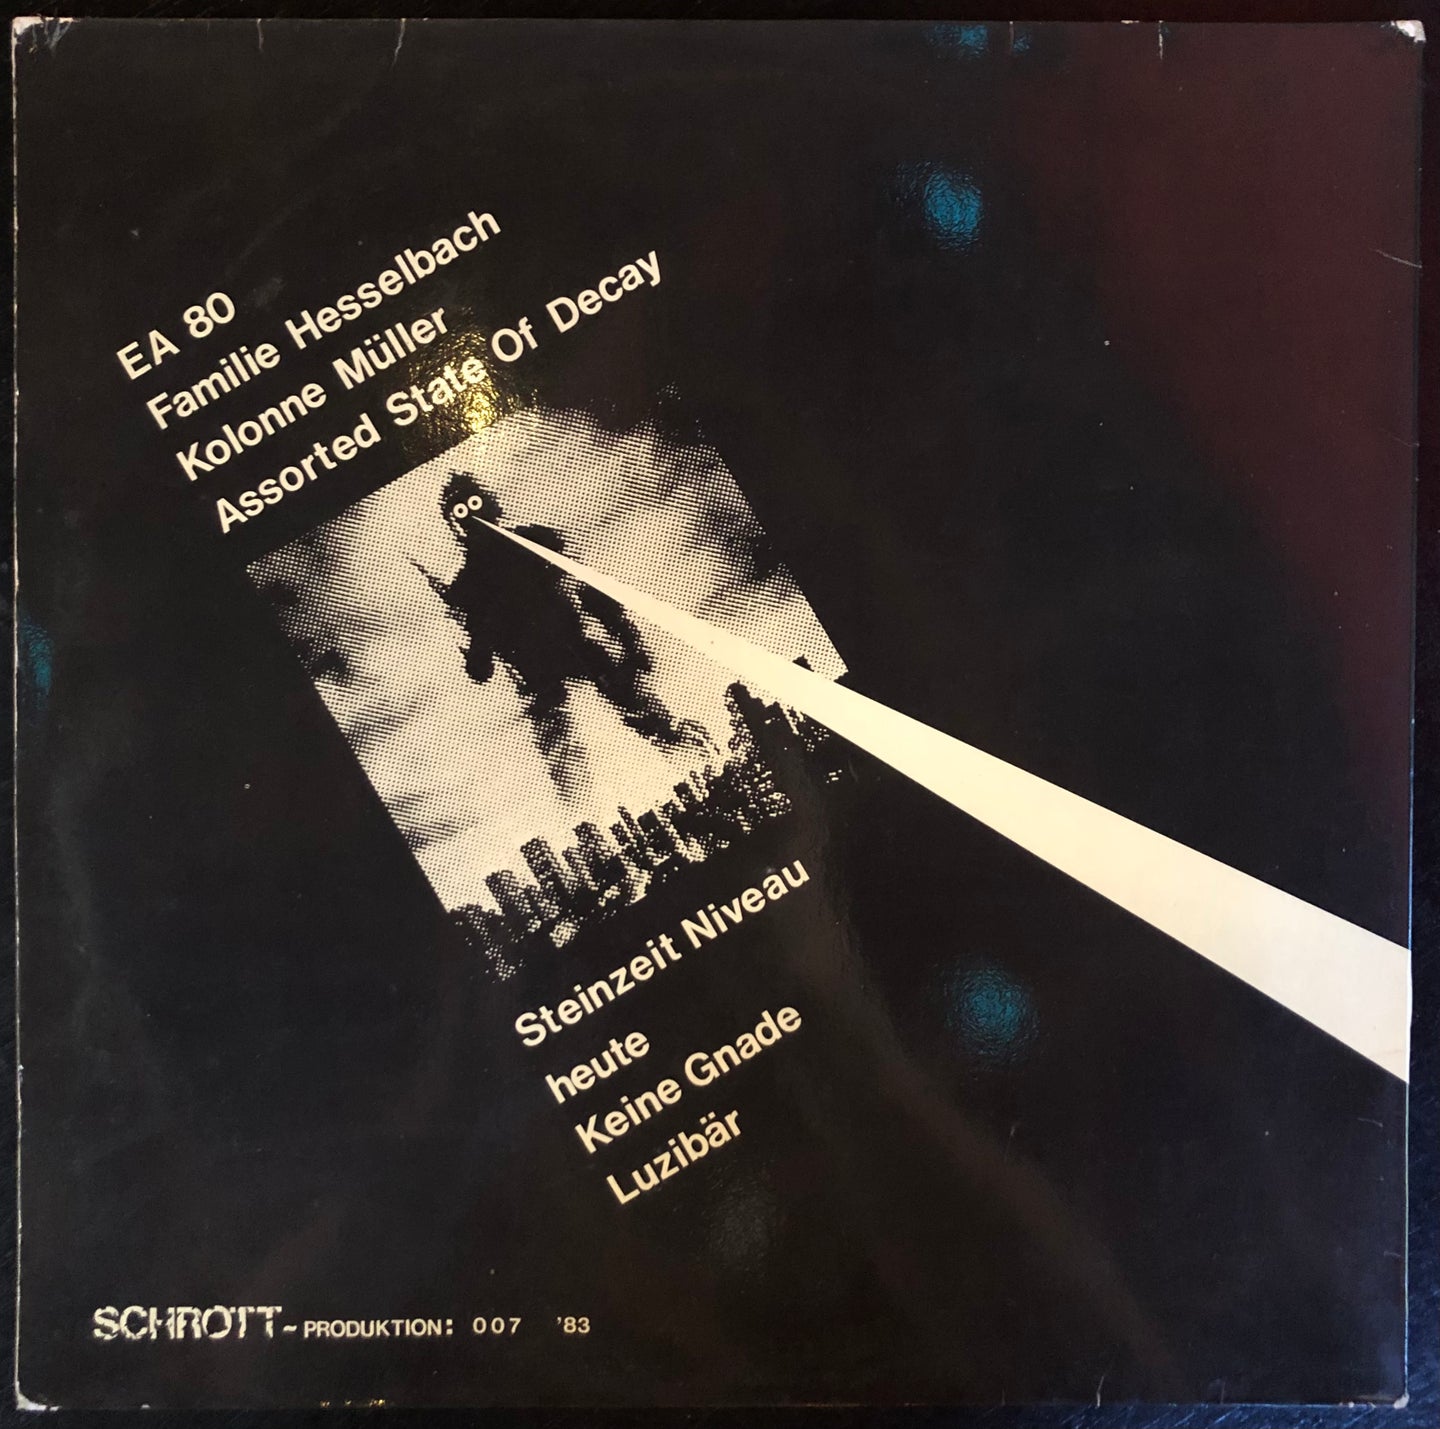 EA 80
Familie Hesselbach
Kolonne Müller
Assorted State Of Decay
Steinzeit Niveau
heute
Keine Gnade
Luzibär
SCHROTT-PRODUKTION: 007 '83